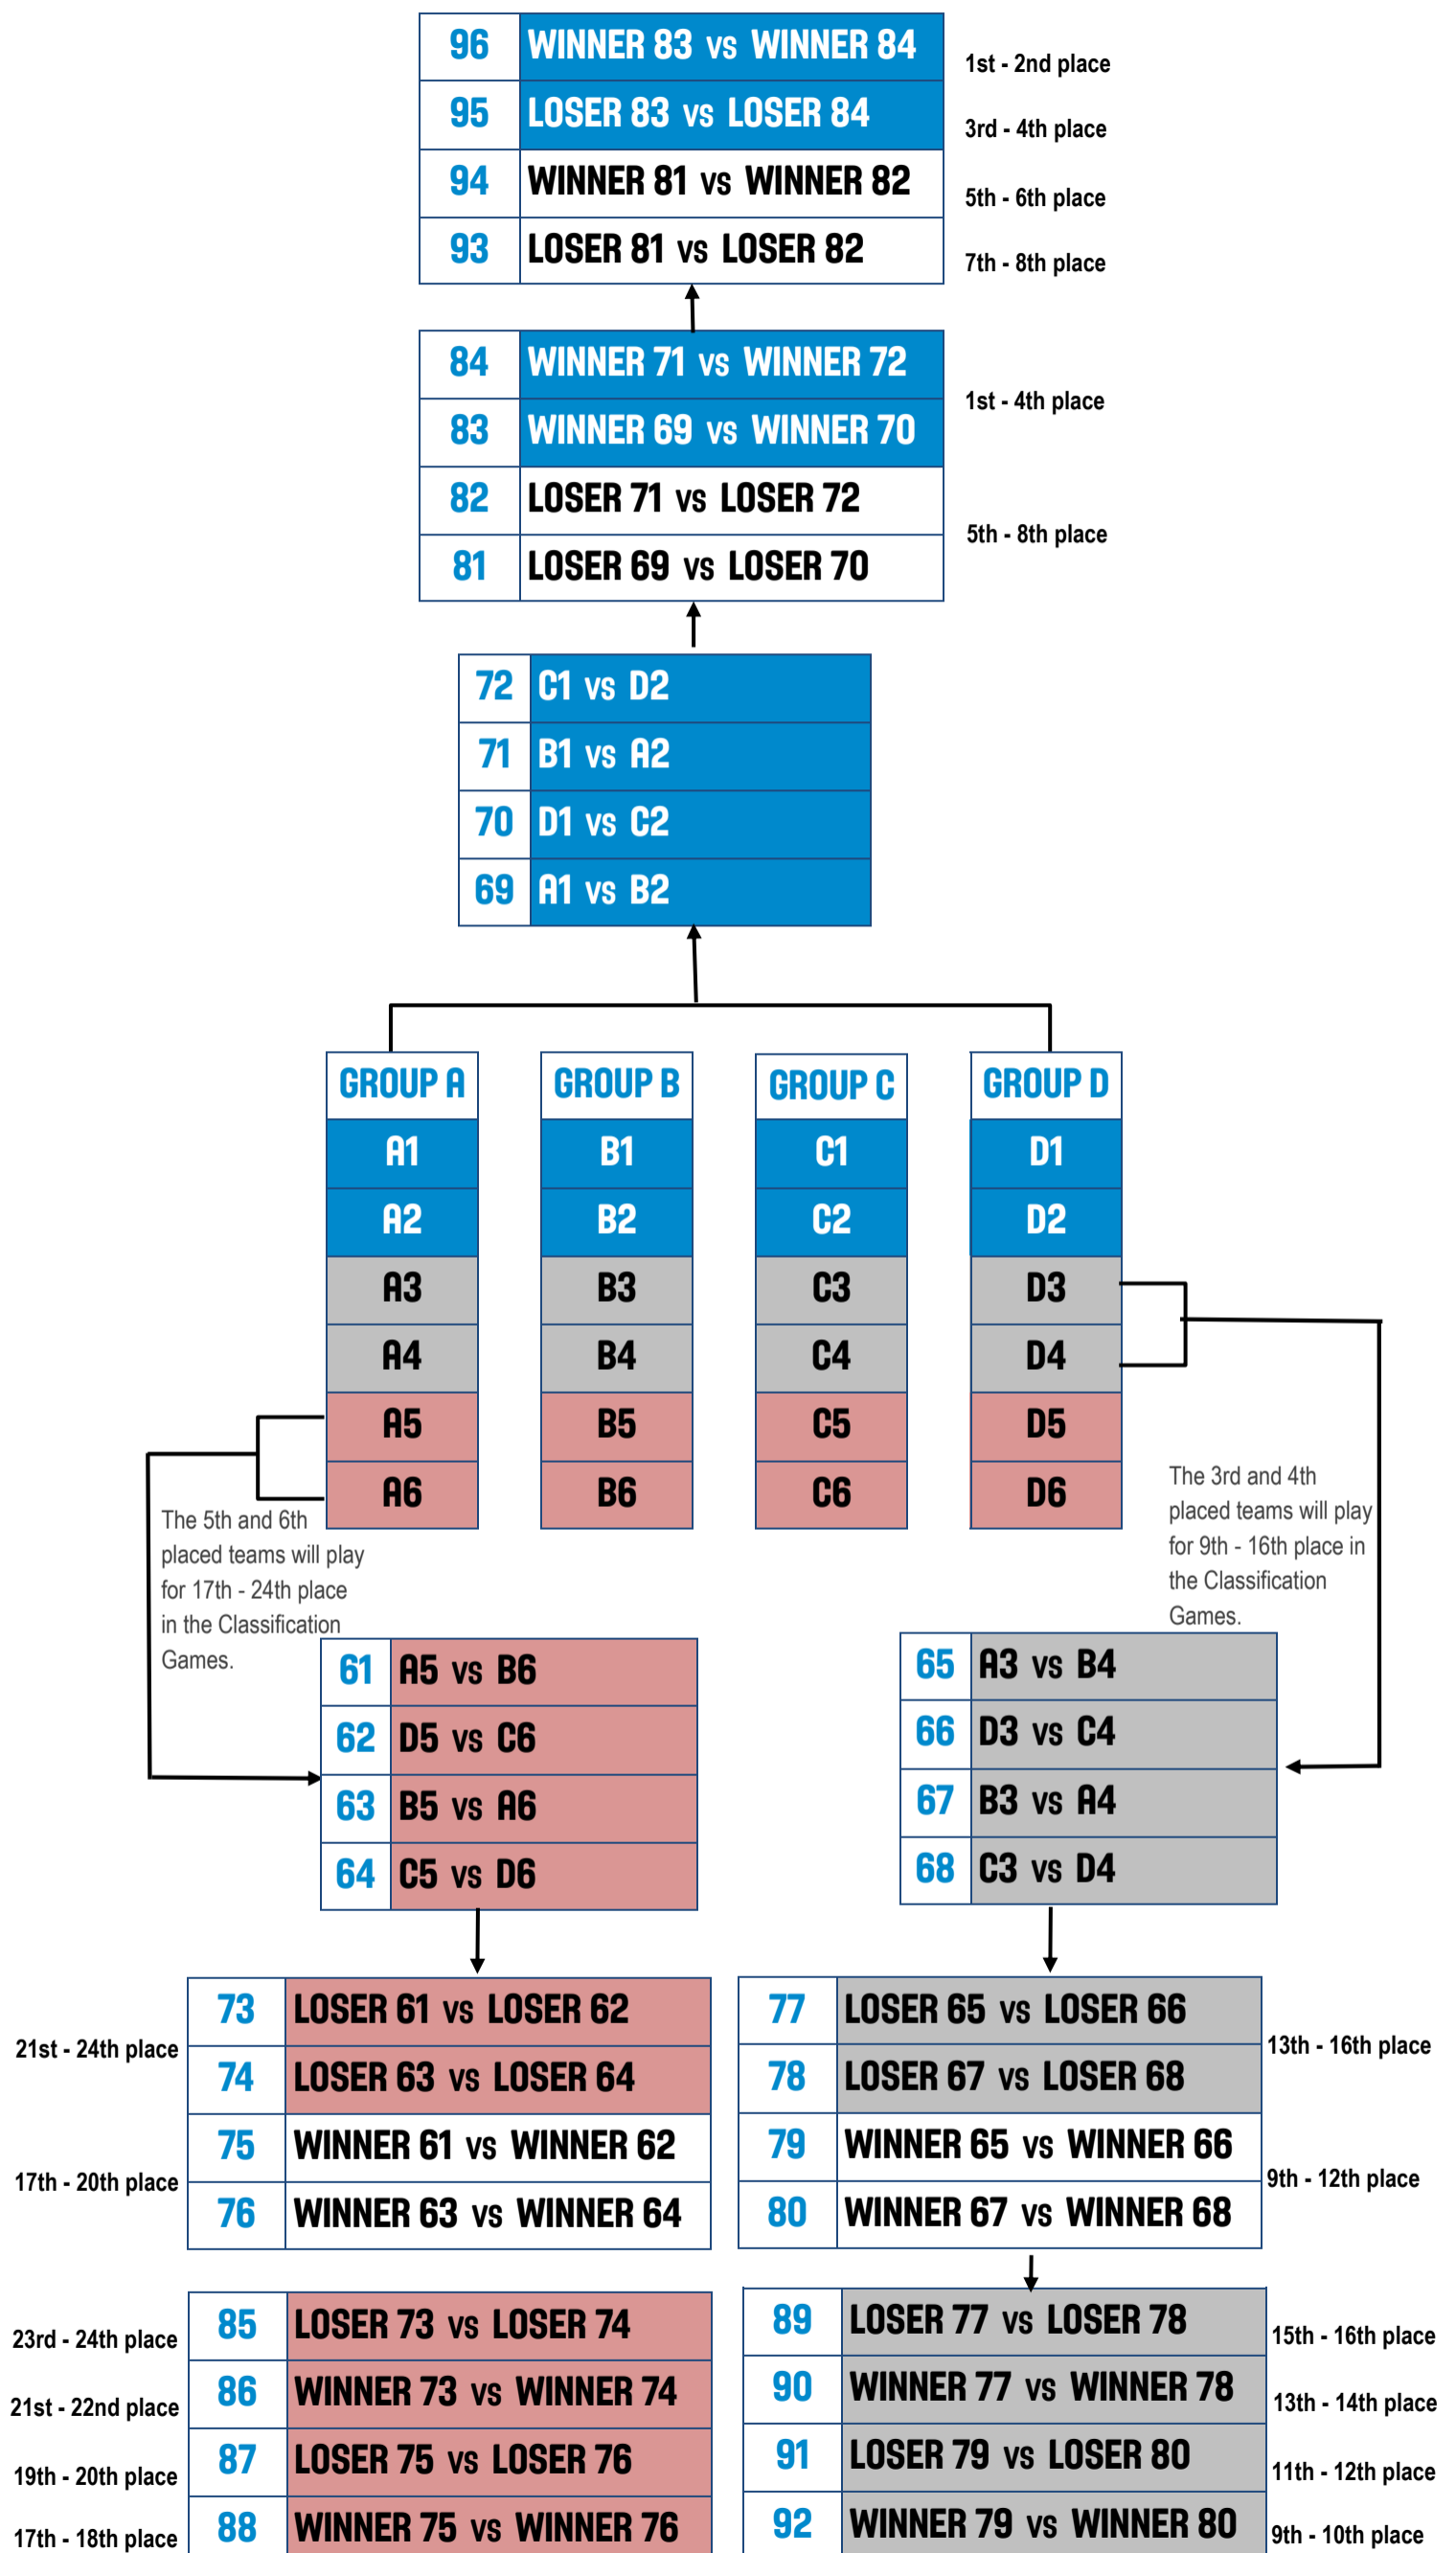 96 WINNER 83 vs WINNER 84 1st - 2nd place
95 LOSER 83 vs LOSER 84 3rd - 4th place
94 WINNER 81 vs WINNER 82 5th - 6th place
93 LOSER 81 vs LOSER 82 7th - 8th place
84 WINNER 71 vs WINNER 72
1st - 4th place
83 WINNER 69 vs WINNER 70
82 LOSER 71 vs LOSER 72
5th - 8th place
81 LOSER 69 vs LOSER 70
72 C1 vs D2
71 B1 vs A2
70 D1 vs C2
69 A1 vs B2
GROUP A GROUP B GROUP C GROUP D
A1 B1 C1 D1
A2 B2 C2 D2
A3 B3 C3 D3
A4 B4 C4 D4
A5 B5 C5 D5
A6 B6 C6 D6
The 5th and 6th
placed teams will play
for 17th - 24th place
in the Classification
Games.
The 3rd and 4th
placed teams will play
for 9th - 16th place in
the Classification
Games.
61 A5 vs B6
62 D5 vs C6
63 B5 vs A6
64 C5 vs D6
65 A3 vs B4
66 D3 vs C4
67 B3 vs A4
68 C3 vs D4
73 LOSER 61 vs LOSER 62
21st - 24th place
74 LOSER 63 vs LOSER 64
75 WINNER 61 vs WINNER 62
17th - 20th place
76 WINNER 63 vs WINNER 64
77 LOSER 65 vs LOSER 66
13th - 16th place
78 LOSER 67 vs LOSER 68
79 WINNER 65 vs WINNER 66
9th - 12th place
80 WINNER 67 vs WINNER 68
23rd - 24th place 85 LOSER 73 vs LOSER 74
21st - 22nd place 86 WINNER 73 vs WINNER 74
19th - 20th place 87 LOSER 75 vs LOSER 76
17th - 18th place 88 WINNER 75 vs WINNER 76
89 LOSER 77 vs LOSER 78 15th - 16th place
90 WINNER 77 vs WINNER 78 13th - 14th place
91 LOSER 79 vs LOSER 80 11th - 12th place
92 WINNER 79 vs WINNER 80 9th - 10th place